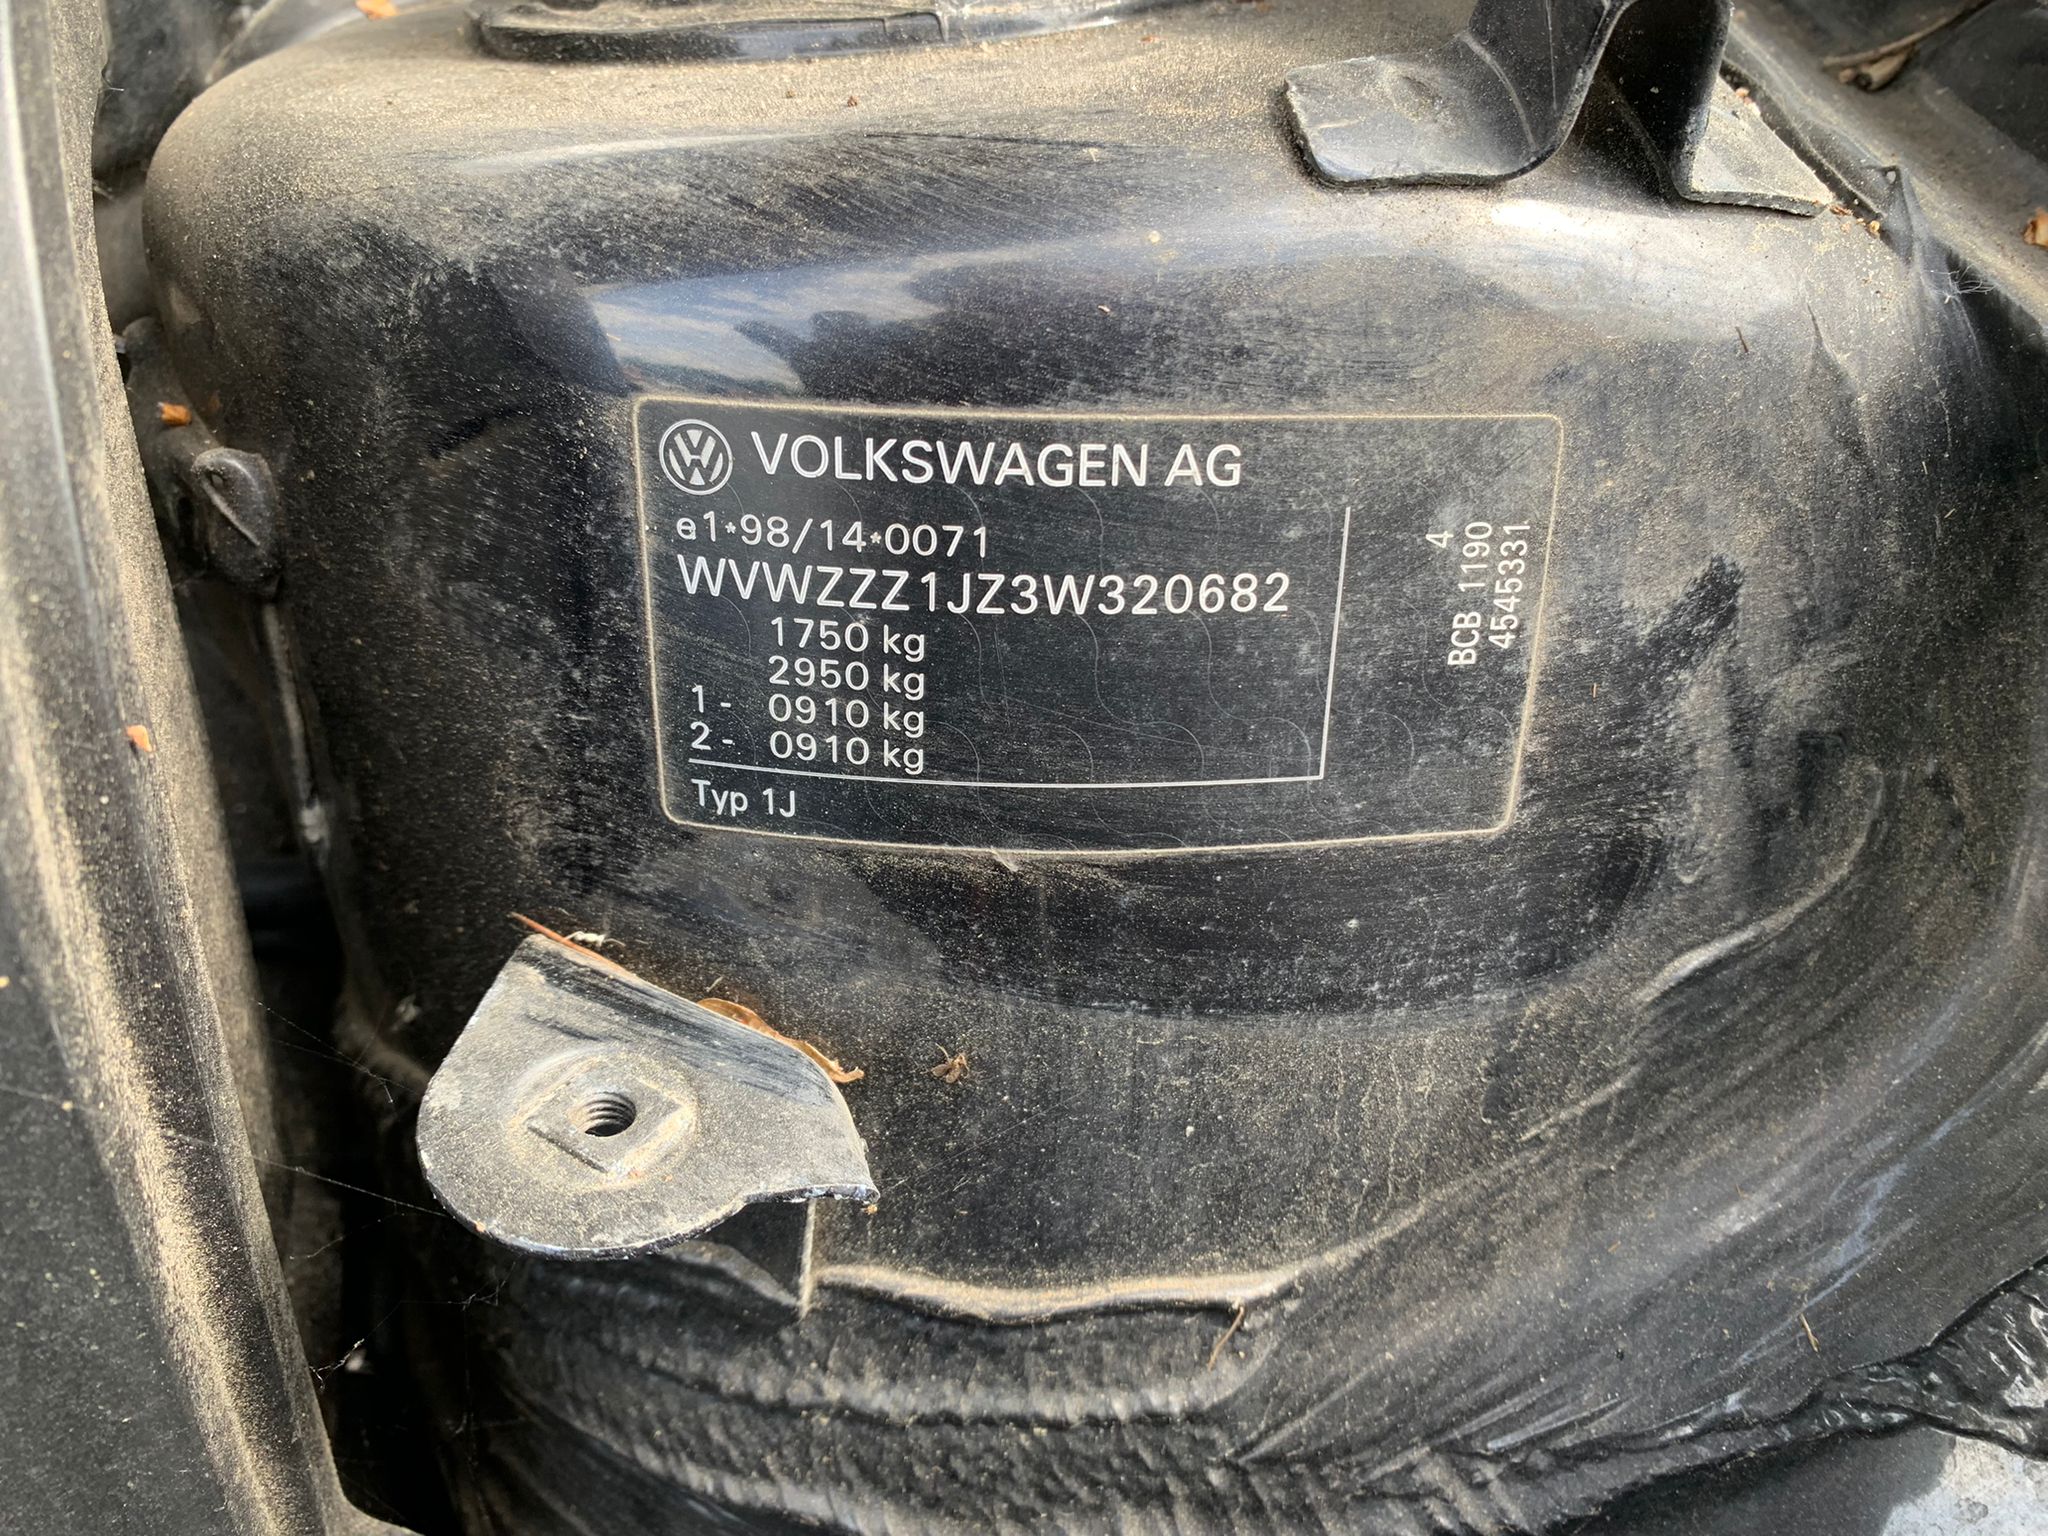 VOLKSWAGEN AG
e1*98/14*0071
WVWZZZ1JZ3W320682
1750 kg
2950 kg
1- 0910 kg
2- 0910 kg
Typ 1J
4
BCB 1190
4545331